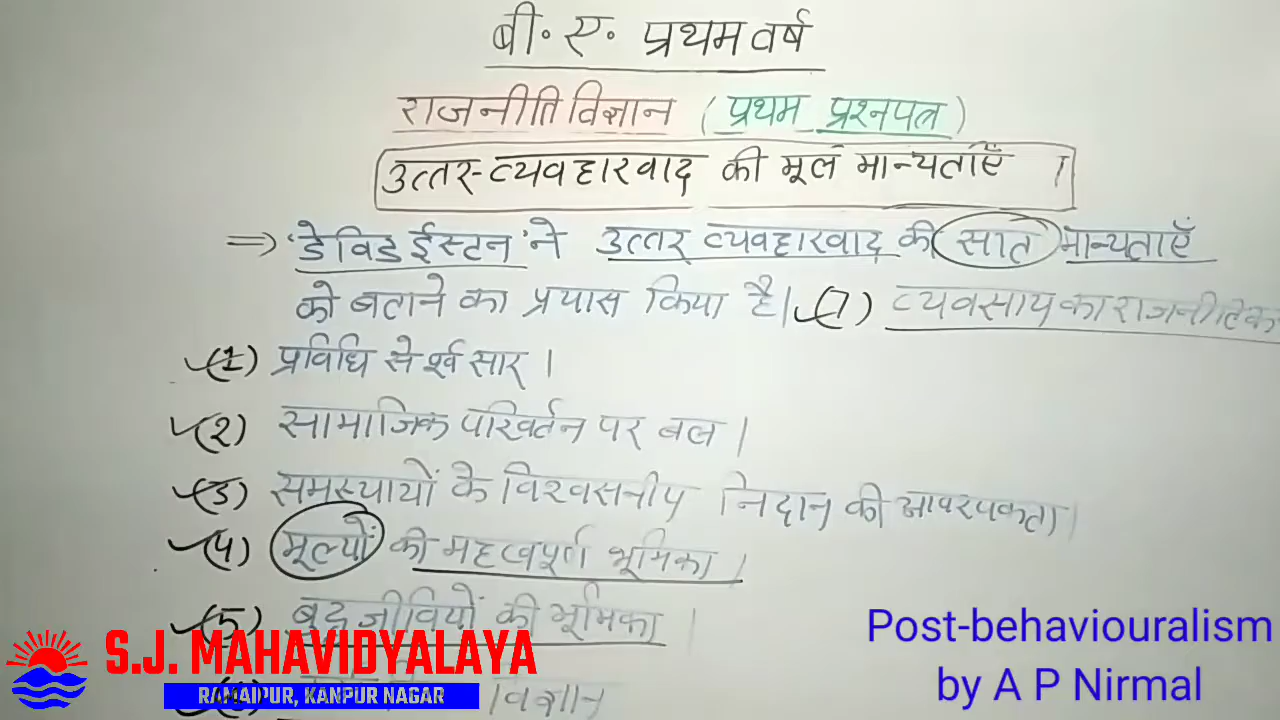 बी. ए. प्रथम वर्ष
राजनीति विज्ञान ( प्रथम प्रश्नपत्र )
उत्तर-व्यवहारवाद की मूल मान्यताएँ ।
⇒ 'डेविड ईस्टन' ने उत्तर व्यवहारवाद की सात मान्यताएँ
को बताने का प्रयास किया है। (7) व्यवसाय का राजनीतिक
(1) प्रविधि से सार ।
(2) सामाजिक परिवर्तन पर बल ।
(3) समस्यायों के विश्वसनीय निदान की आवश्यकता।
(4) मूल्यों की महत्वपूर्ण भूमिका ।
(5) बुद्धजीवियों की भूमिका ।
विज्ञान
S.J. MAHAVIDYALAYA
RAMAIPUR, KANPUR NAGAR
Post-behaviouralism
by A P Nirmal